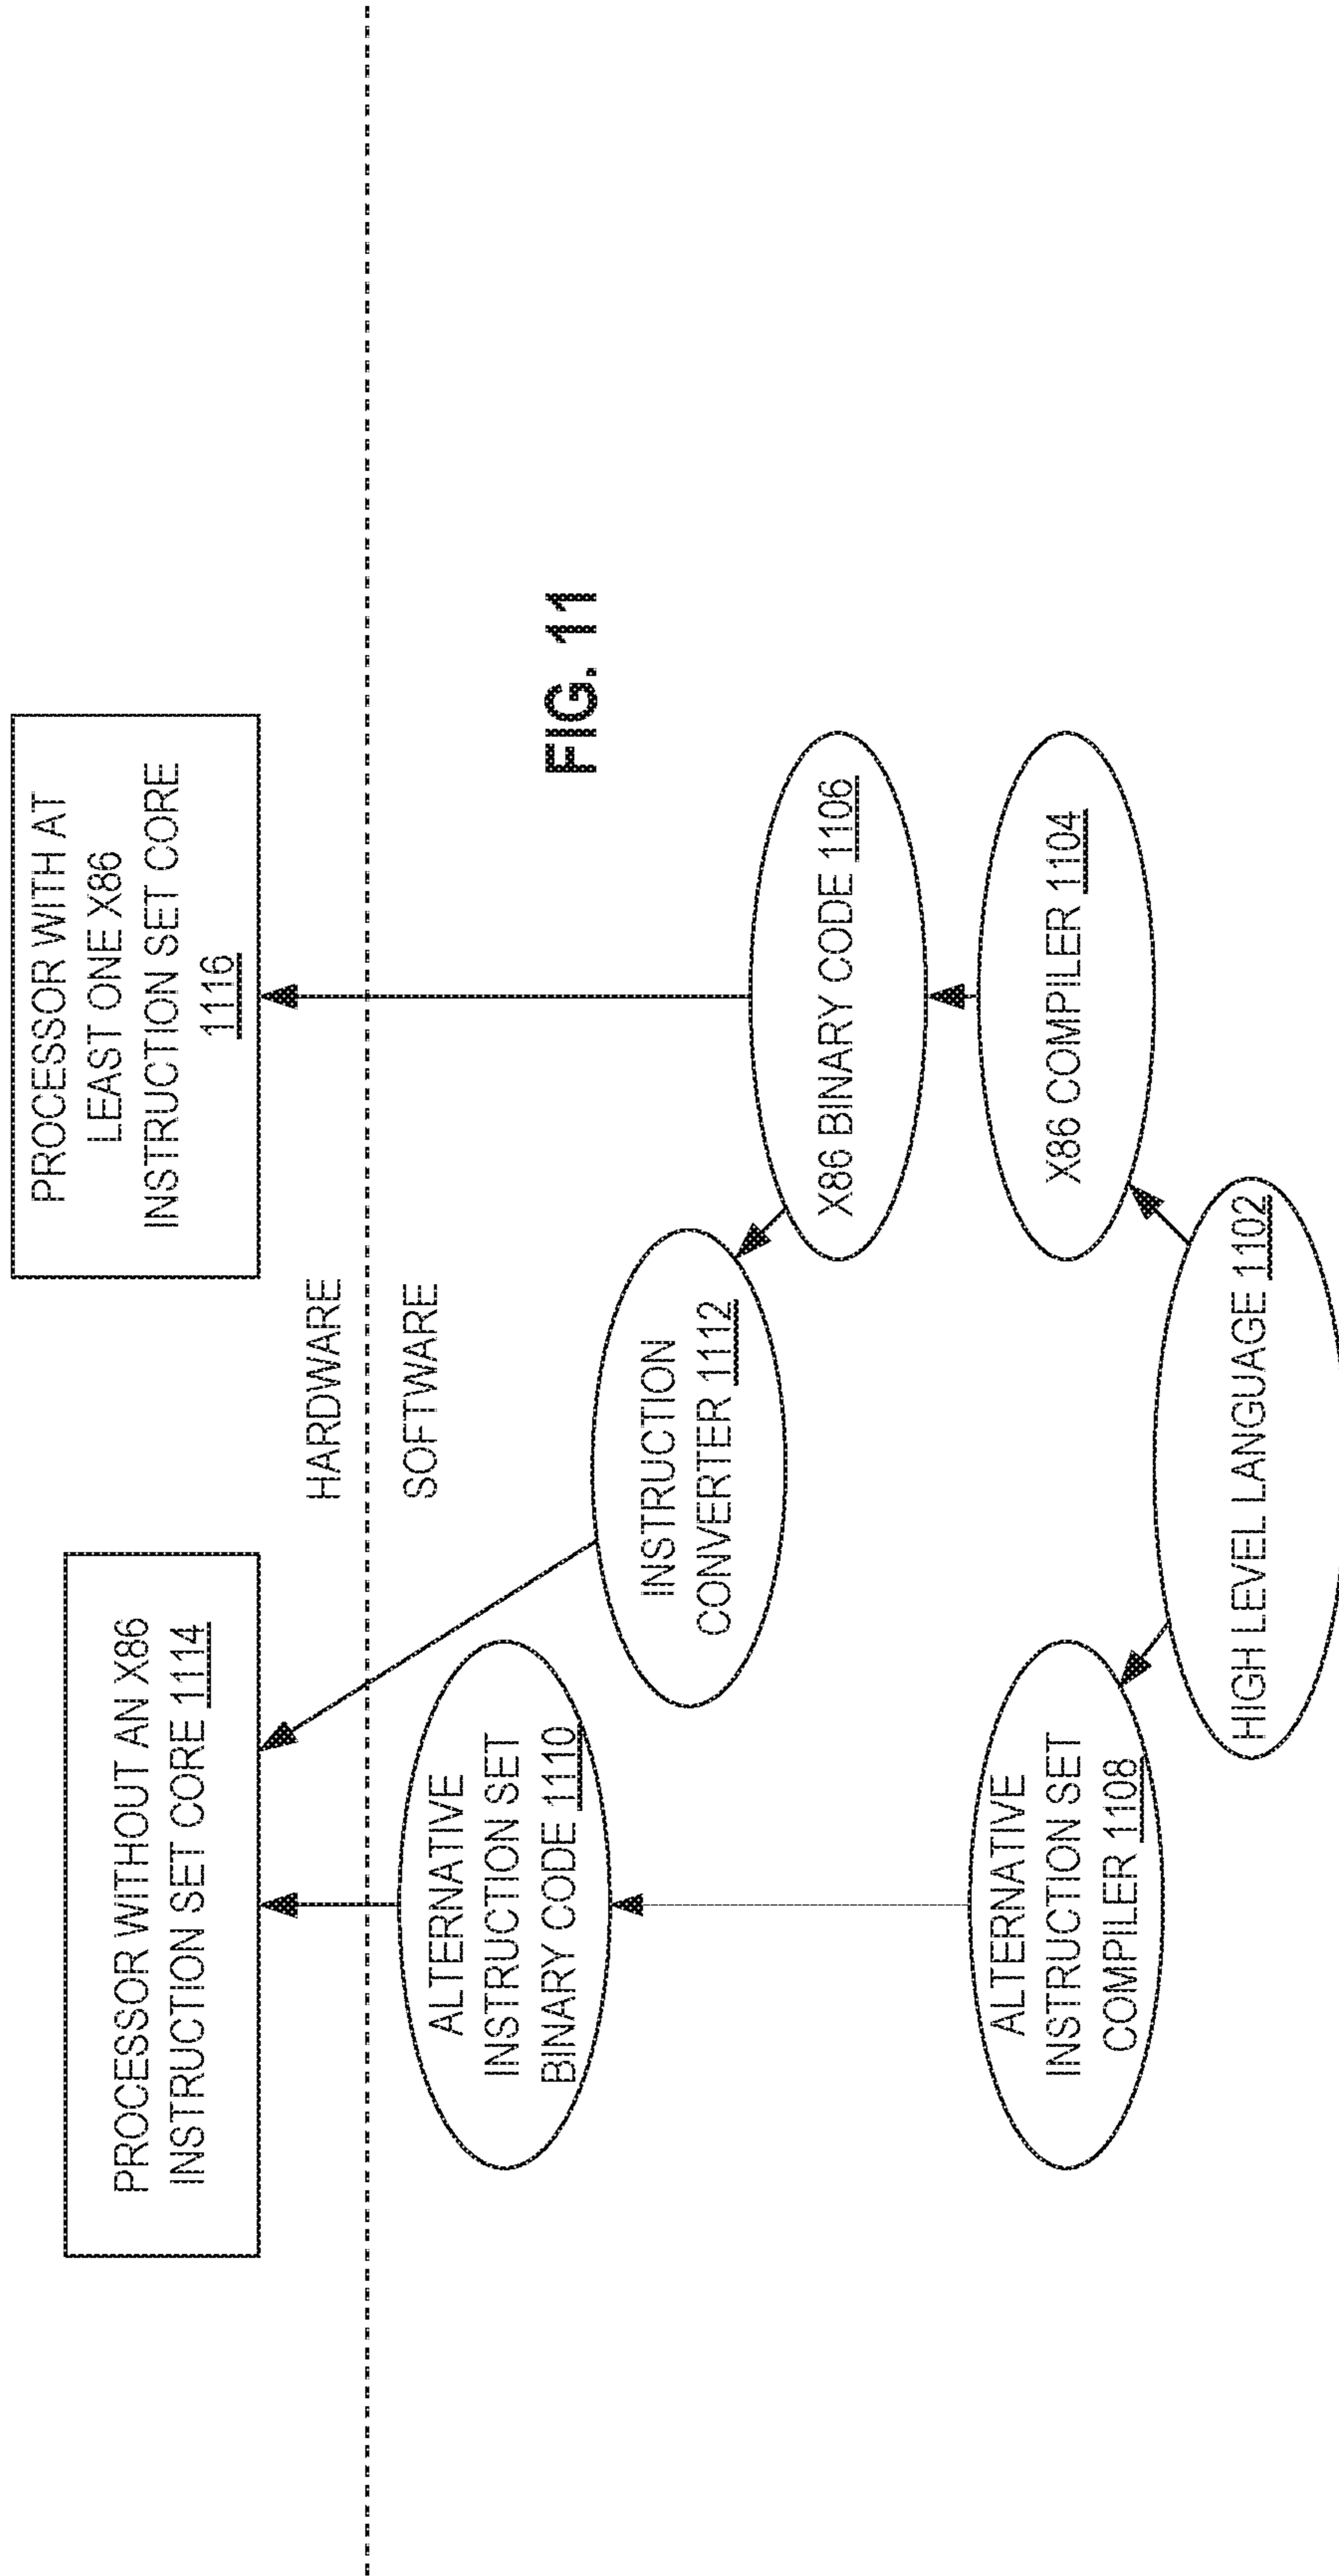 PROCESSOR WITHOUT AN X86
INSTRUCTION SET CORE 1114
PROCESSOR WITH AT
LEAST ONE X86
INSTRUCTION SET CORE
1116
HARDWARE
SOFTWARE
ALTERNATIVE
INSTRUCTION SET
BINARY CODE 1110
INSTRUCTION
CONVERTER 1112
FIG. 11
X86 BINARY CODE 1106
ALTERNATIVE
INSTRUCTION SET
COMPILER 1108
X86 COMPILER 1104
HIGH LEVEL LANGUAGE 1102